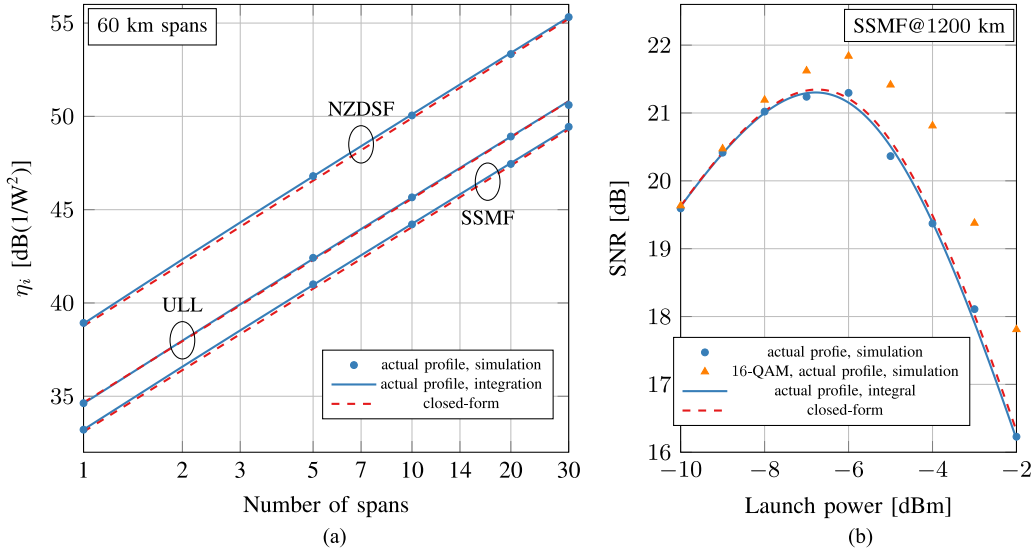 60 km spans
NZDSF
SSMF
ULL
actual profile, simulation
actual profile, integration
closed-form
55
50
45
40
35
1
2
3
5
7
10
14
20
30
η_i [dB(1/W²)]
Number of spans
(a)
SSMF@1200 km
actual profie, simulation
16-QAM, actual profile, simulation
actual profile, integral
closed-form
22
21
20
19
18
17
16
−10
−8
−6
−4
−2
SNR [dB]
Launch power [dBm]
(b)